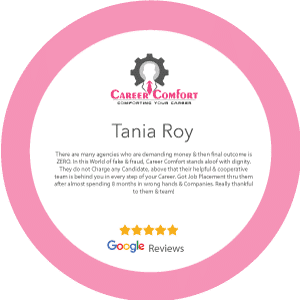 CAREER COMFORT
COMFORTING YOUR CAREER
Tania Roy
There are many agencies who are demanding money & then final outcome is
ZERO. In this World of fake & fraud, Career Comfort stands aloof with dignity.
They do not Charge any Candidate, above that their helpful & cooperative
team is behind you in every step of your Career. Got Job Placement thru them
after almost spending 8 months in wrong hands & Companies. Really thankful
to them & team!
Google Reviews